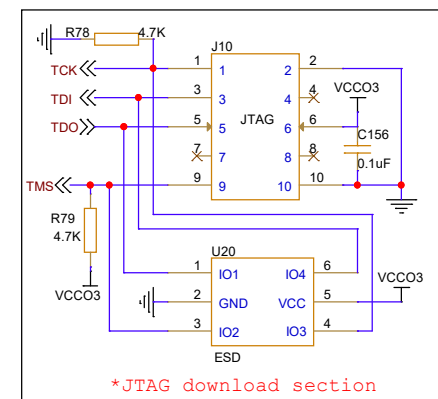 R78 4.7K
J10
TCK 1 1 2 2 VCCO3
TDI 3 3 4 4
TDO 5 5 JTAG 6 6 C156
7 7 8 8 0.1uF
TMS 9 9 10 10
R79
4.7K
VCCO3
U20
1 IO1 IO4 6 VCCO3
2 GND VCC 5
3 IO2 IO3 4
ESD
*JTAG download section